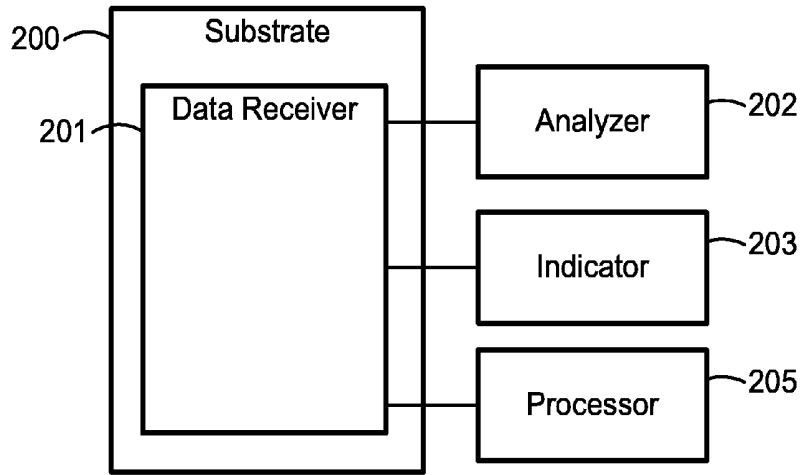 200
Substrate
201
Data Receiver
Analyzer
202
Indicator
203
Processor
205